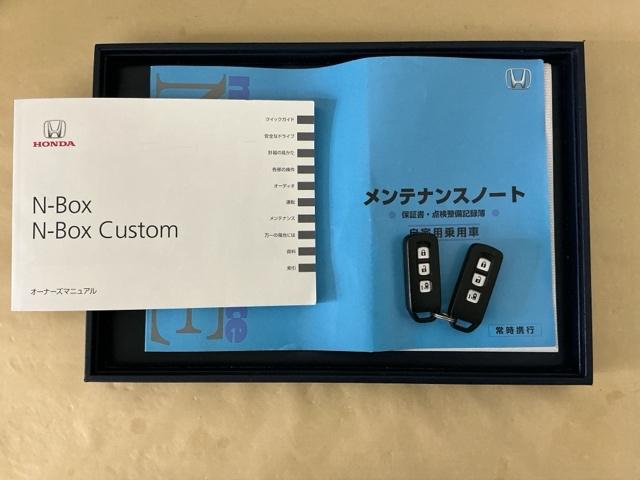 HONDA
N-Box
N-Box Custom
オーナーズマニュアル
クイックガイド
安全なドライブ
計器の見かた
各部の操作
オーディオ
運転
メンテナンス
万一の場合には
資料
索引
メンテナンスノート
保証書・点検整備記録簿
自家用乗用車
常時携行